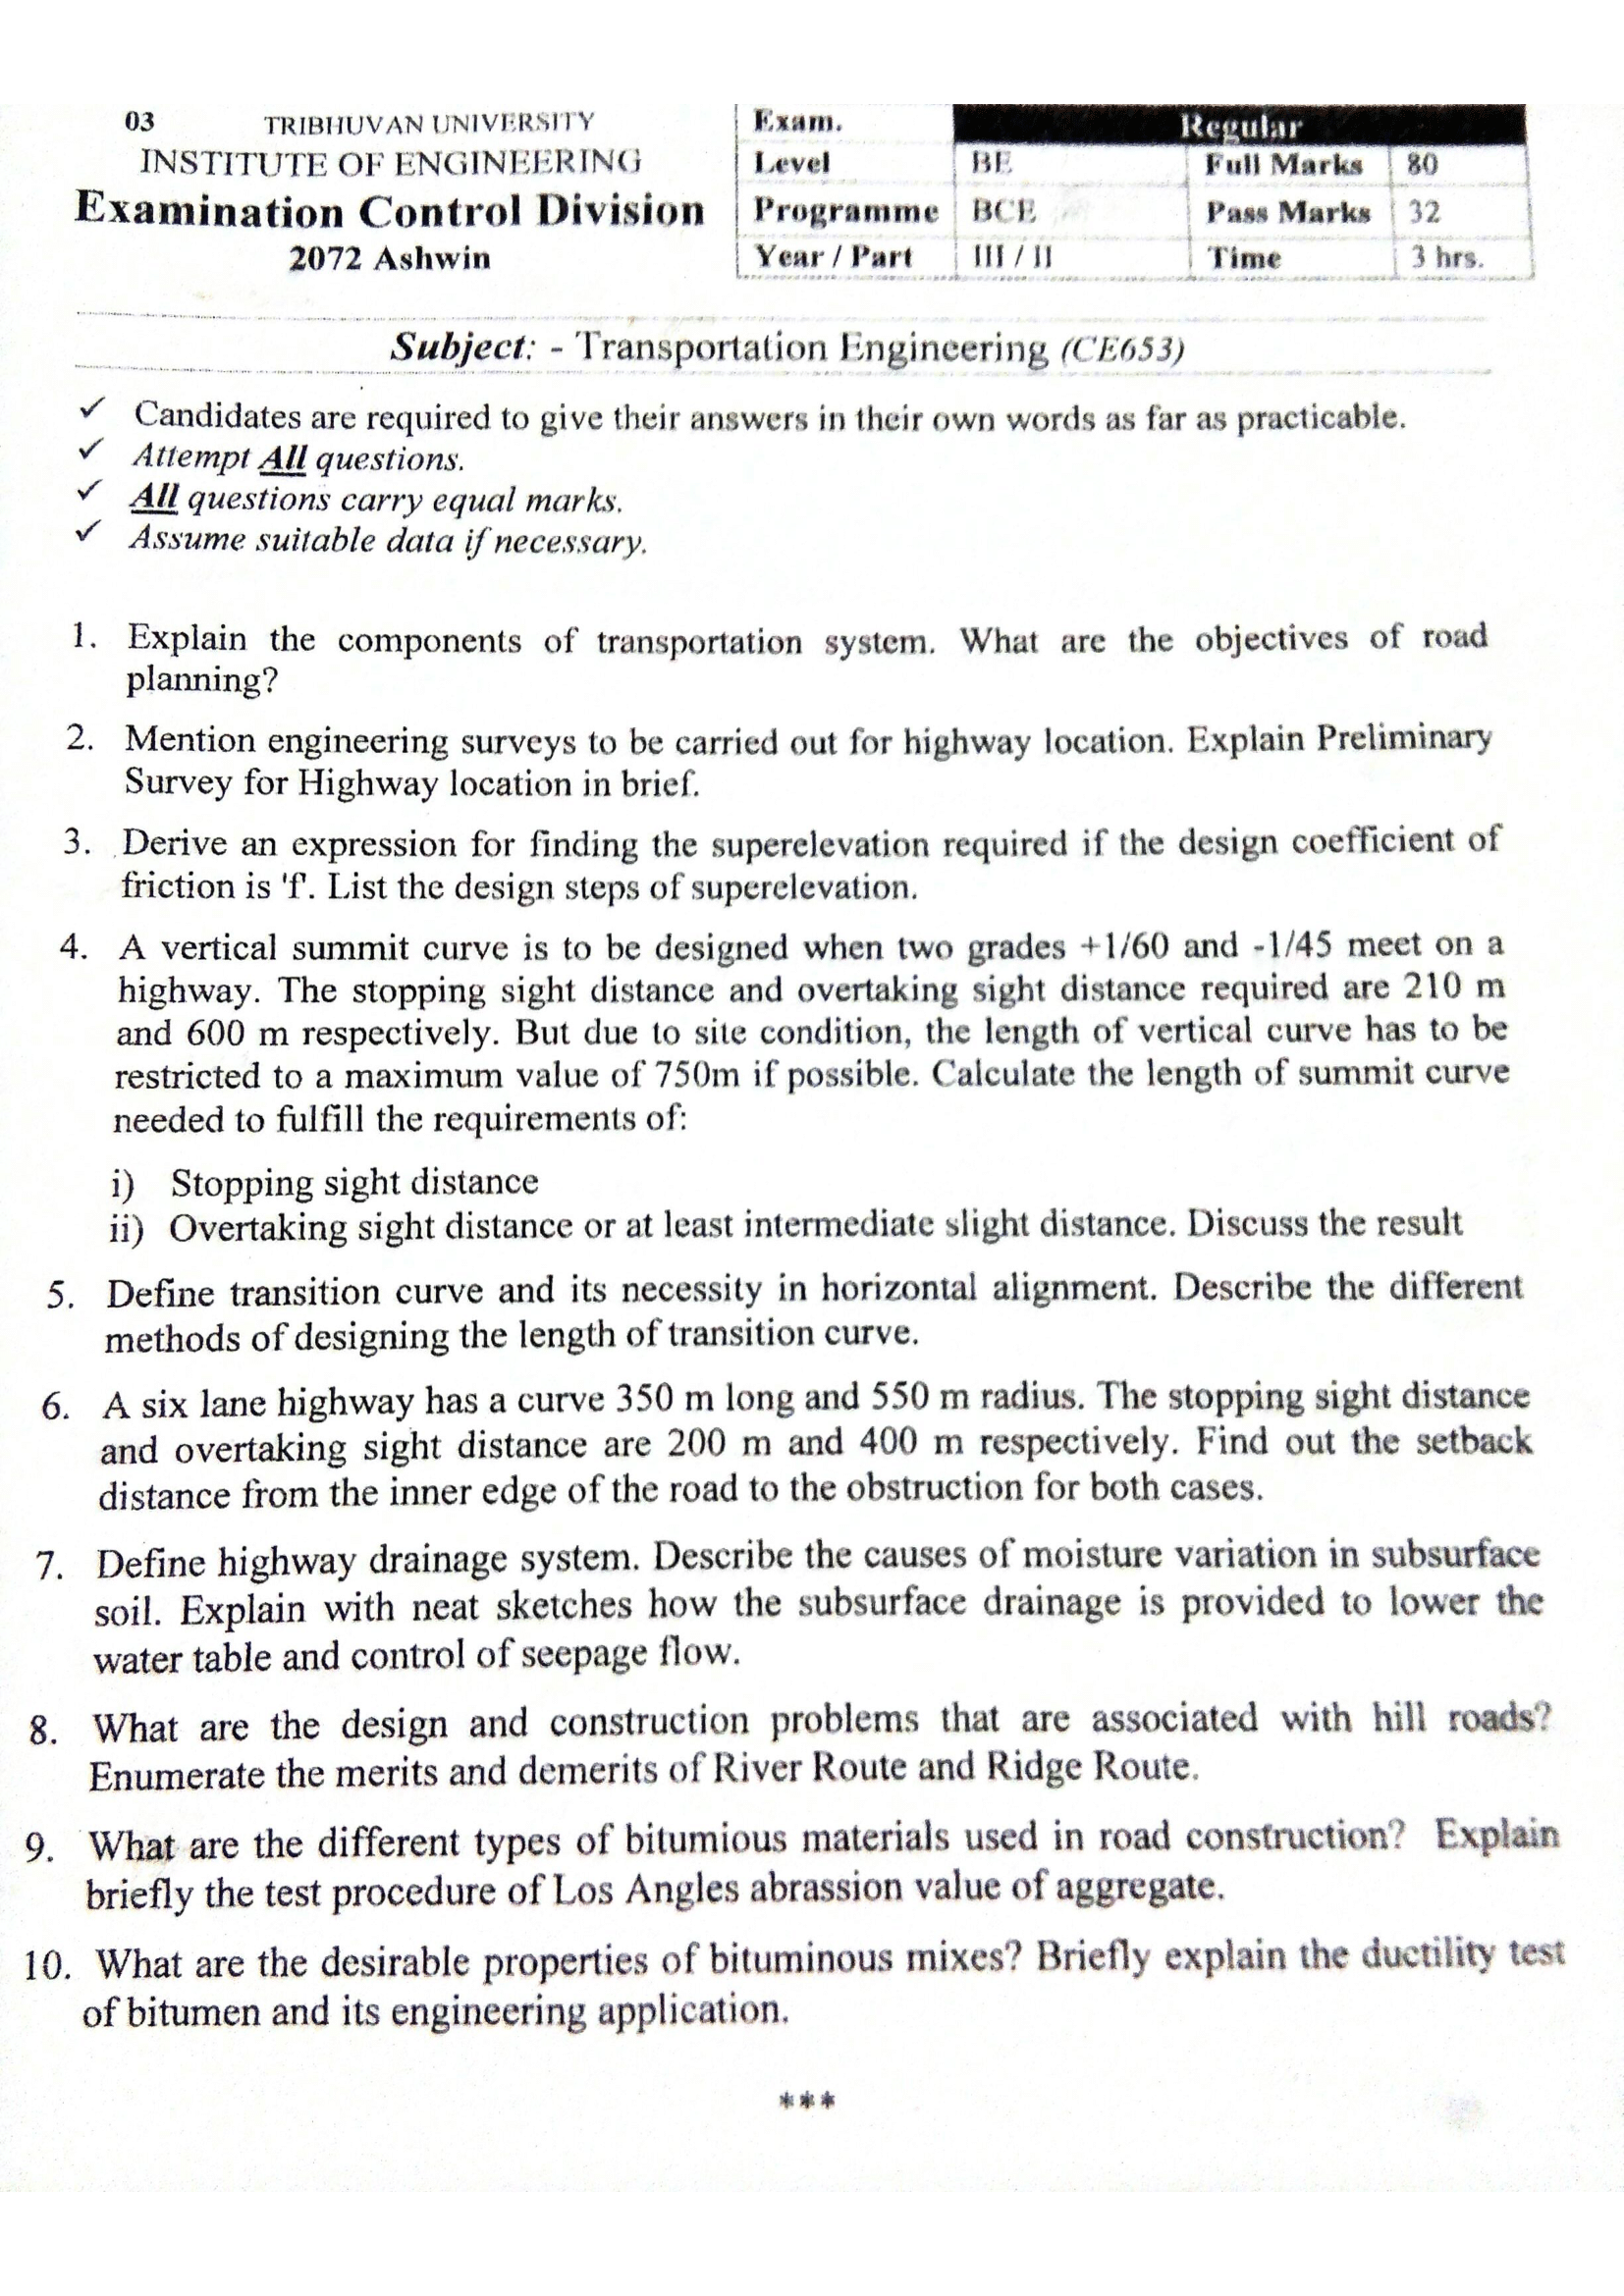 03 TRIBHUVAN UNIVERSITY
INSTITUTE OF ENGINEERING
Examination Control Division
2072 Ashwin
Exam. Regular
Level BE Full Marks 80
Programme BCE Pass Marks 32
Year / Part III / II Time 3 hrs.
Subject: - Transportation Engineering (CE653)
✓ Candidates are required to give their answers in their own words as far as practicable.
✓ Attempt All questions.
✓ All questions carry equal marks.
✓ Assume suitable data if necessary.
1. Explain the components of transportation system. What are the objectives of road
planning?
2. Mention engineering surveys to be carried out for highway location. Explain Preliminary
Survey for Highway location in brief.
3. Derive an expression for finding the superelevation required if the design coefficient of
friction is 'f'. List the design steps of superelevation.
4. A vertical summit curve is to be designed when two grades +1/60 and -1/45 meet on a
highway. The stopping sight distance and overtaking sight distance required are 210 m
and 600 m respectively. But due to site condition, the length of vertical curve has to be
restricted to a maximum value of 750m if possible. Calculate the length of summit curve
needed to fulfill the requirements of:
i) Stopping sight distance
ii) Overtaking sight distance or at least intermediate slight distance. Discuss the result
5. Define transition curve and its necessity in horizontal alignment. Describe the different
methods of designing the length of transition curve.
6. A six lane highway has a curve 350 m long and 550 m radius. The stopping sight distance
and overtaking sight distance are 200 m and 400 m respectively. Find out the setback
distance from the inner edge of the road to the obstruction for both cases.
7. Define highway drainage system. Describe the causes of moisture variation in subsurface
soil. Explain with neat sketches how the subsurface drainage is provided to lower the
water table and control of seepage flow.
8. What are the design and construction problems that are associated with hill roads?
Enumerate the merits and demerits of River Route and Ridge Route.
9. What are the different types of bitumious materials used in road construction? Explain
briefly the test procedure of Los Angles abrassion value of aggregate.
10. What are the desirable properties of bituminous mixes? Briefly explain the ductility test
of bitumen and its engineering application.
***